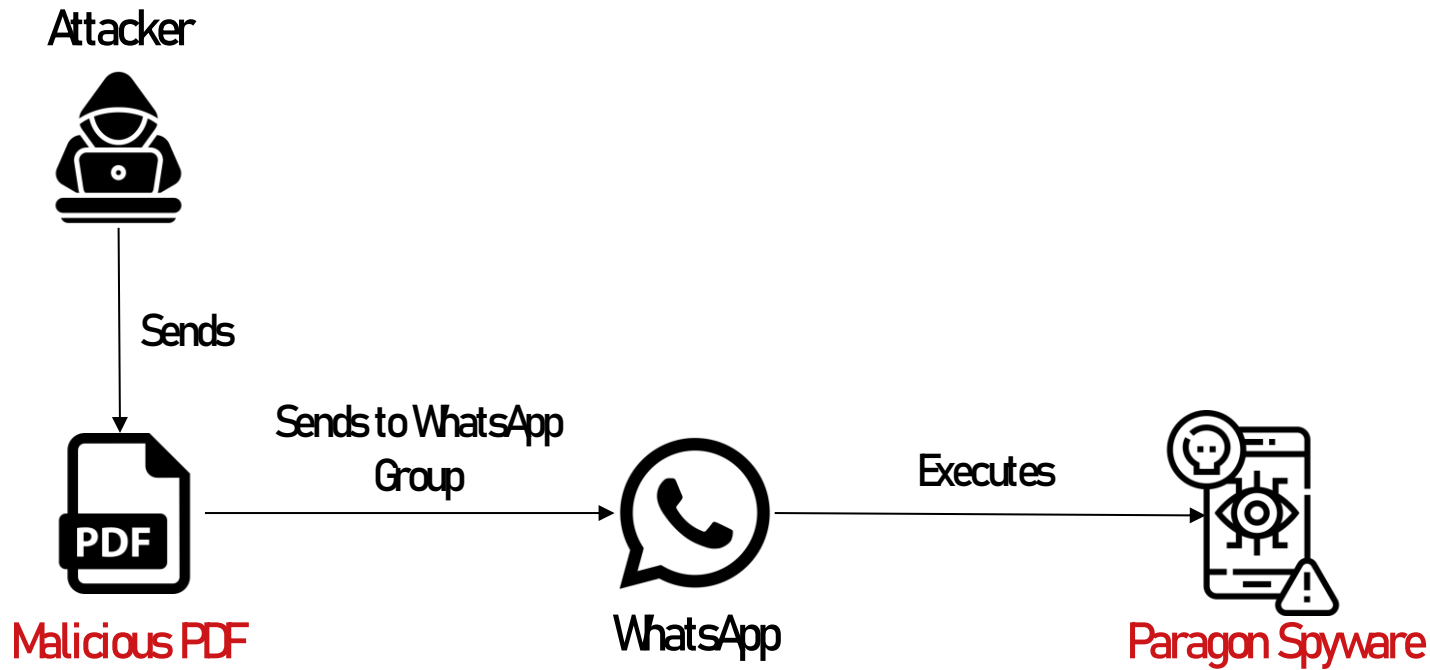 Attacker
Sends
Sends to WhatsApp
Group
Executes
PDF
Malicious PDF
WhatsApp
Paragon Spyware